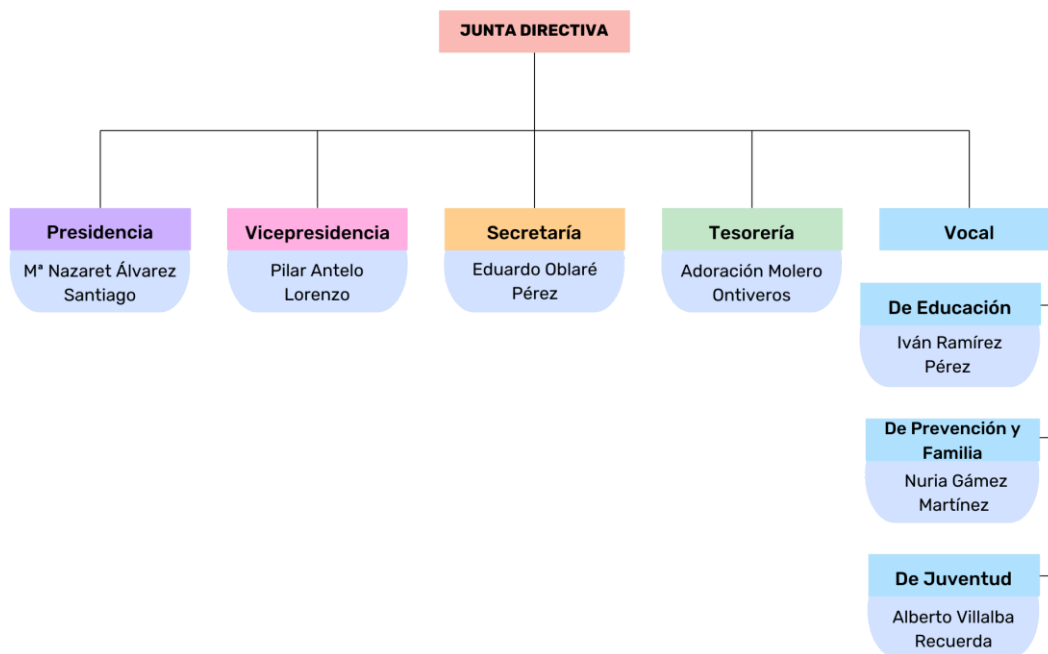 JUNTA DIRECTIVA
Presidencia
Mª Nazaret Álvarez
Santiago
Vicepresidencia
Pilar Antelo
Lorenzo
Secretaría
Eduardo Oblaré
Pérez
Tesorería
Adoración Molero
Ontiveros
Vocal
De Educación
Iván Ramírez
Pérez
De Prevención y
Familia
Nuria Gámez
Martínez
De Juventud
Alberto Villalba
Recuerda